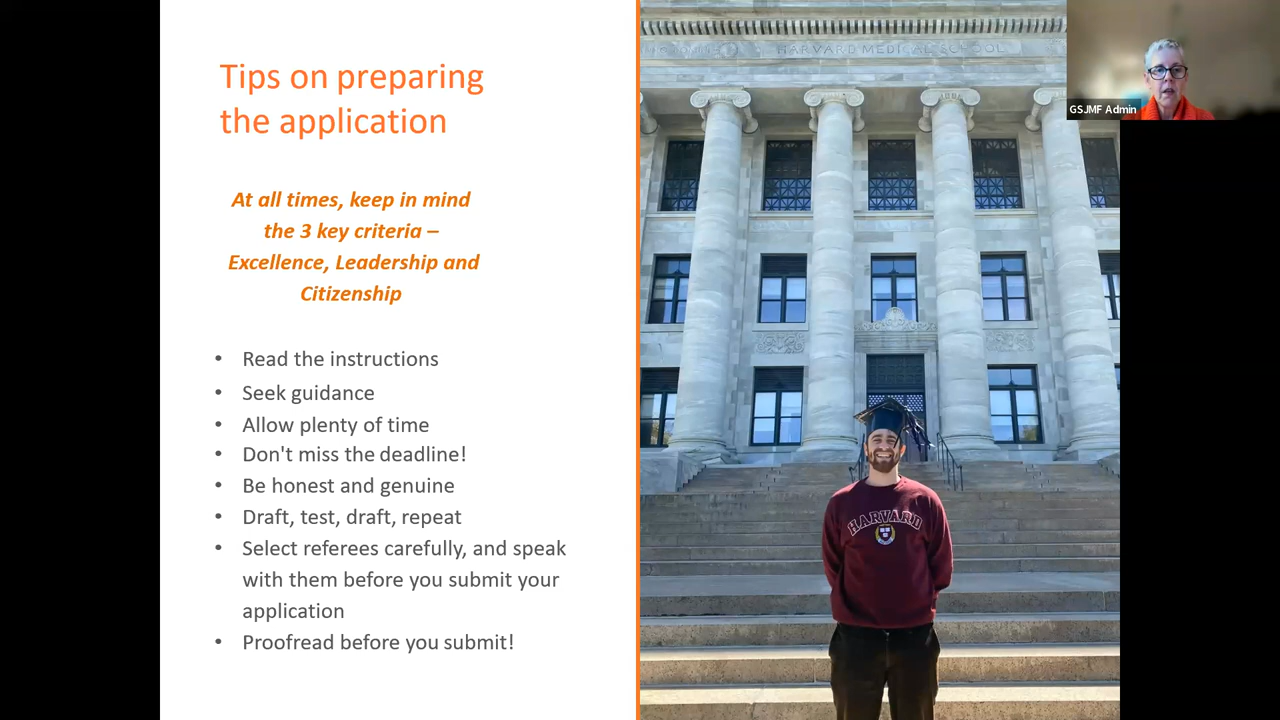 Tips on preparing
the application
At all times, keep in mind
the 3 key criteria –
Excellence, Leadership and
Citizenship
• Read the instructions
• Seek guidance
• Allow plenty of time
• Don't miss the deadline!
• Be honest and genuine
• Draft, test, draft, repeat
• Select referees carefully, and speak
with them before you submit your
application
• Proofread before you submit!
HARVARD MEDICAL SCHOOL
HARVARD
GSJMF Admin